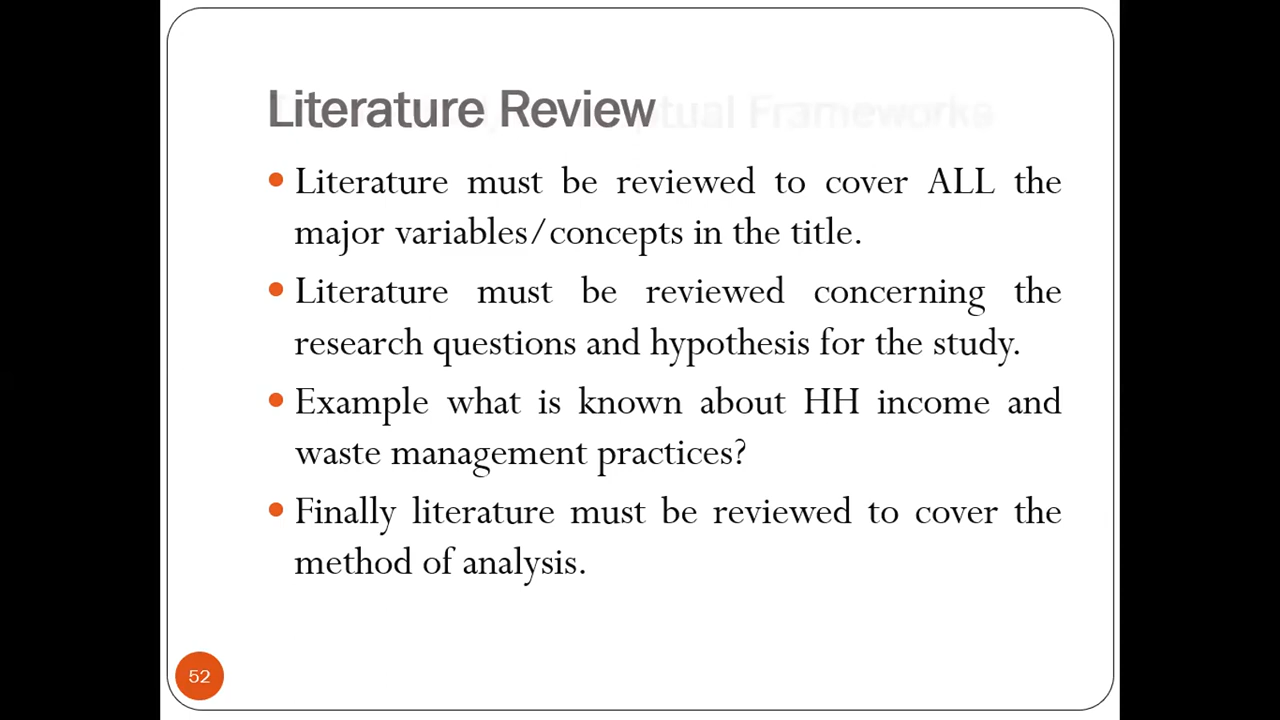 Literature Review
• Literature must be reviewed to cover ALL the
major variables/concepts in the title.
• Literature must be reviewed concerning the
research questions and hypothesis for the study.
• Example what is known about HH income and
waste management practices?
• Finally literature must be reviewed to cover the
method of analysis.
52